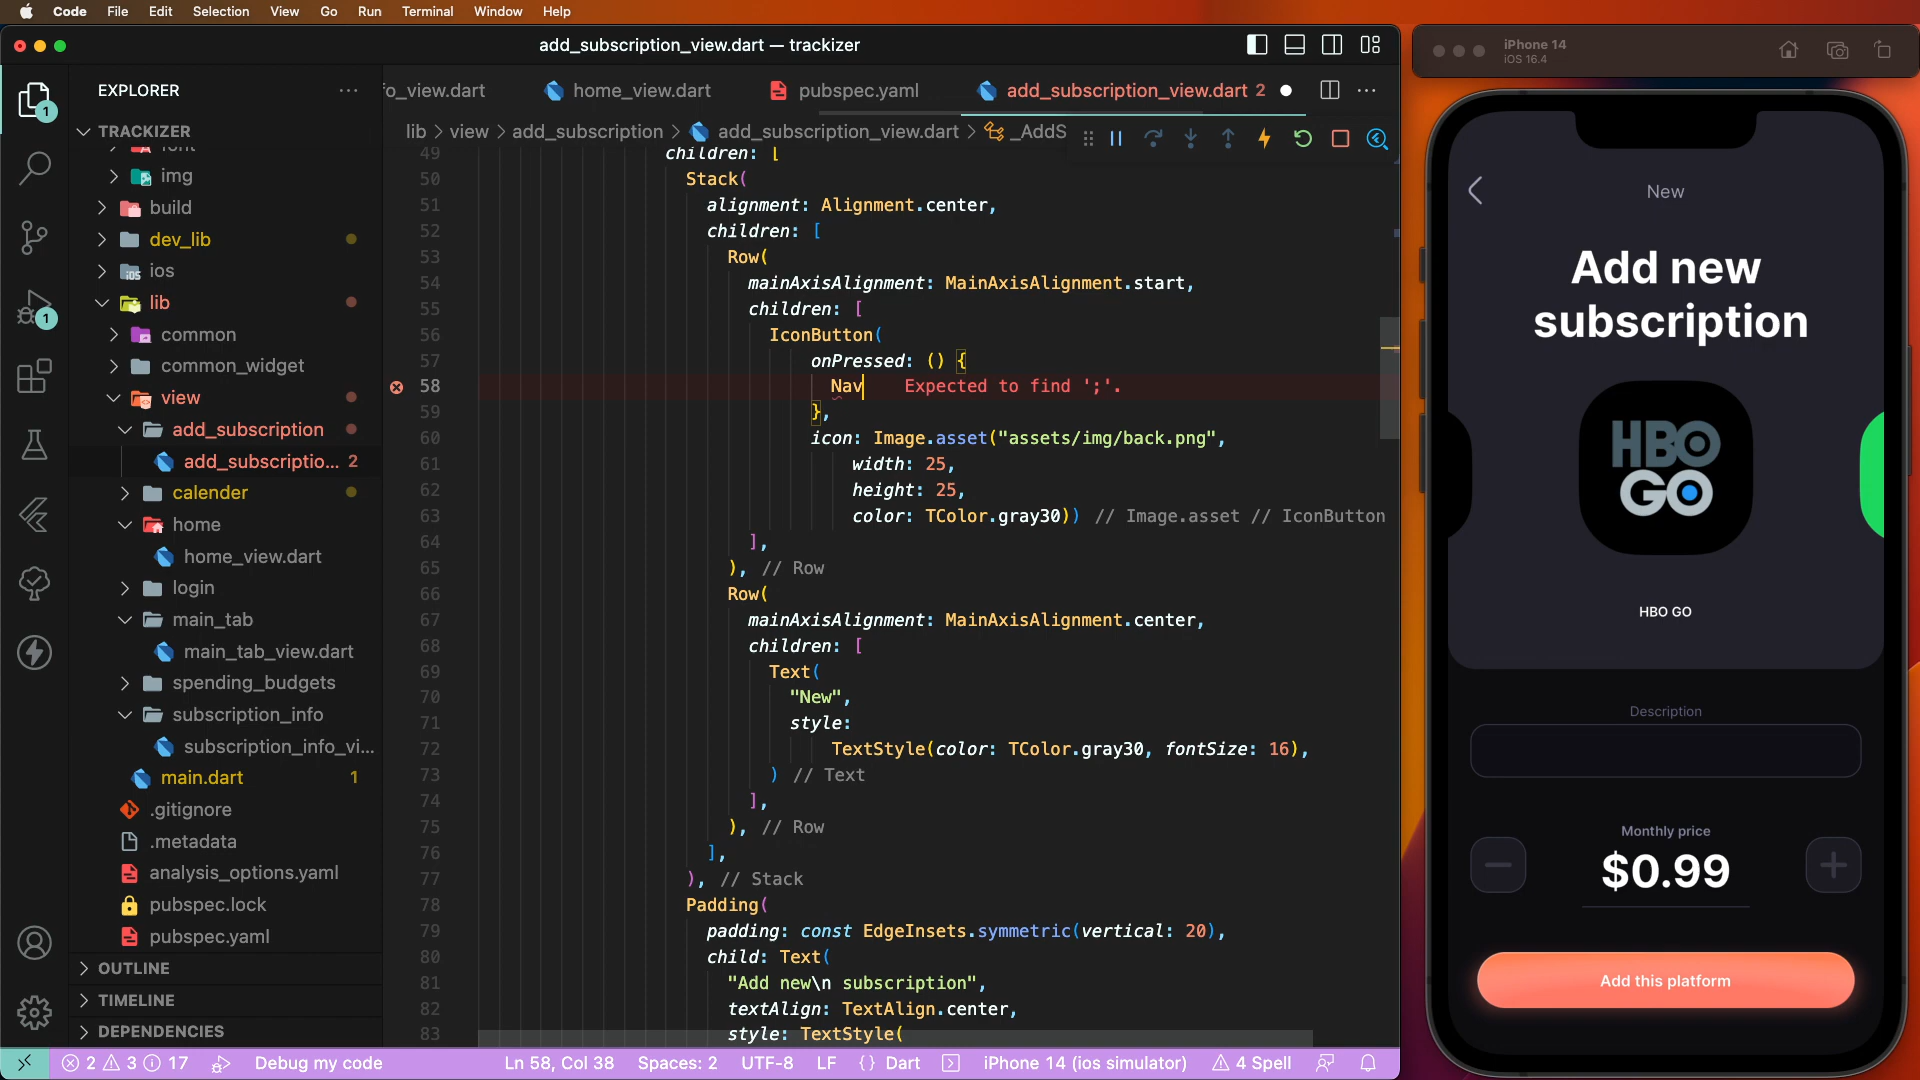 Code File Edit Selection View Go Run Terminal Window Help
add_subscription_view.dart — trackizer
iPhone 14
iOS 16.4
EXPLORER
fo_view.dart home_view.dart pubspec.yaml add_subscription_view.dart 2
lib > view > add_subscription > add_subscription_view.dart > _AddS
TRACKIZER
img
build
dev_lib
ios
lib
common
common_widget
view
add_subscription
add_subscriptio... 2
calender
home
home_view.dart
login
main_tab
main_tab_view.dart
spending_budgets
subscription_info
subscription_info_vi...
main.dart 1
.gitignore
.metadata
analysis_options.yaml
pubspec.lock
pubspec.yaml
OUTLINE
TIMELINE
DEPENDENCIES
1
1
49 children: [
50 Stack(
51 alignment: Alignment.center,
52 children: [
53 Row(
54 mainAxisAlignment: MainAxisAlignment.start,
55 children: [
56 IconButton(
57 onPressed: () {
58 Nav Expected to find ';'.
59 },
60 icon: Image.asset("assets/img/back.png",
61 width: 25,
62 height: 25,
63 color: TColor.gray30)) // Image.asset // IconButton
64 ],
65 ), // Row
66 Row(
67 mainAxisAlignment: MainAxisAlignment.center,
68 children: [
69 Text(
70 "New",
71 style:
72 TextStyle(color: TColor.gray30, fontSize: 16),
73 ) // Text
74 ],
75 ), // Row
76 ],
77 ), // Stack
78 Padding(
79 padding: const EdgeInsets.symmetric(vertical: 20),
80 child: Text(
81 "Add new\n subscription",
82 textAlign: TextAlign.center,
83 style: TextStyle(
2 3 17 Debug my code Ln 58, Col 38 Spaces: 2 UTF-8 LF {} Dart iPhone 14 (ios simulator) 4 Spell
New
Add new
subscription
HBO
GO
HBO GO
Description
Monthly price
$0.99
Add this platform